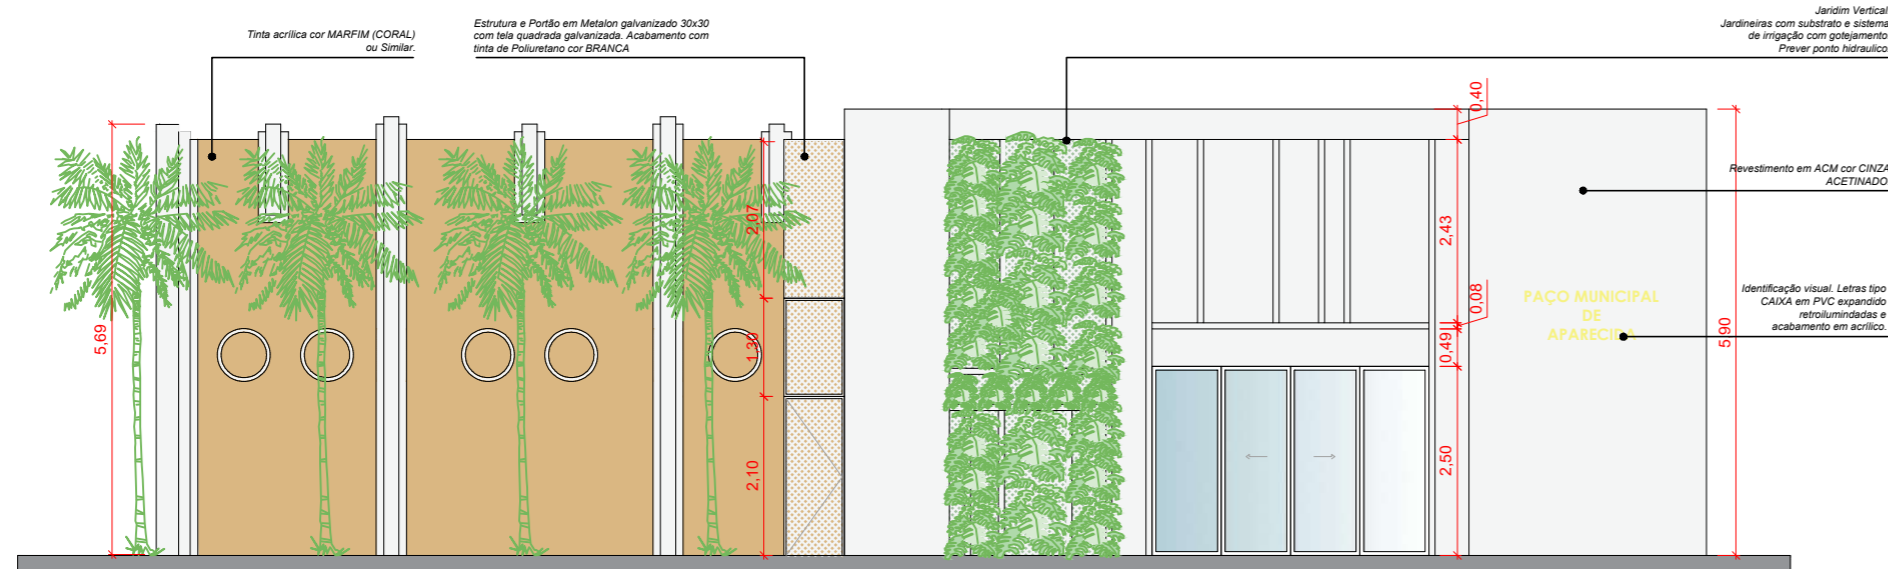 Tinta acrílica cor MARFIM (CORAL)
ou Similar.
Estrutura e Portão em Metalon galvanizado 30x30
com tela quadrada galvanizada. Acabamento com
tinta de Poliuretano cor BRANCA
Jaridim Vertical.
Jardineiras com substrato e sistema
de irrigação com gotejamento.
Prever ponto hidraulico.
0,40
Revestimento em ACM cor CINZA
ACETINADO.
2,07
2,43
0,08
Identificação visual. Letras tipo
CAIXA em PVC expandido
retroilumindadas e
acabamento em acrílico.
PAÇO MUNICIPAL
DE
APARECIDA
5,69
1,30
0,49
5,90
2,10
2,50